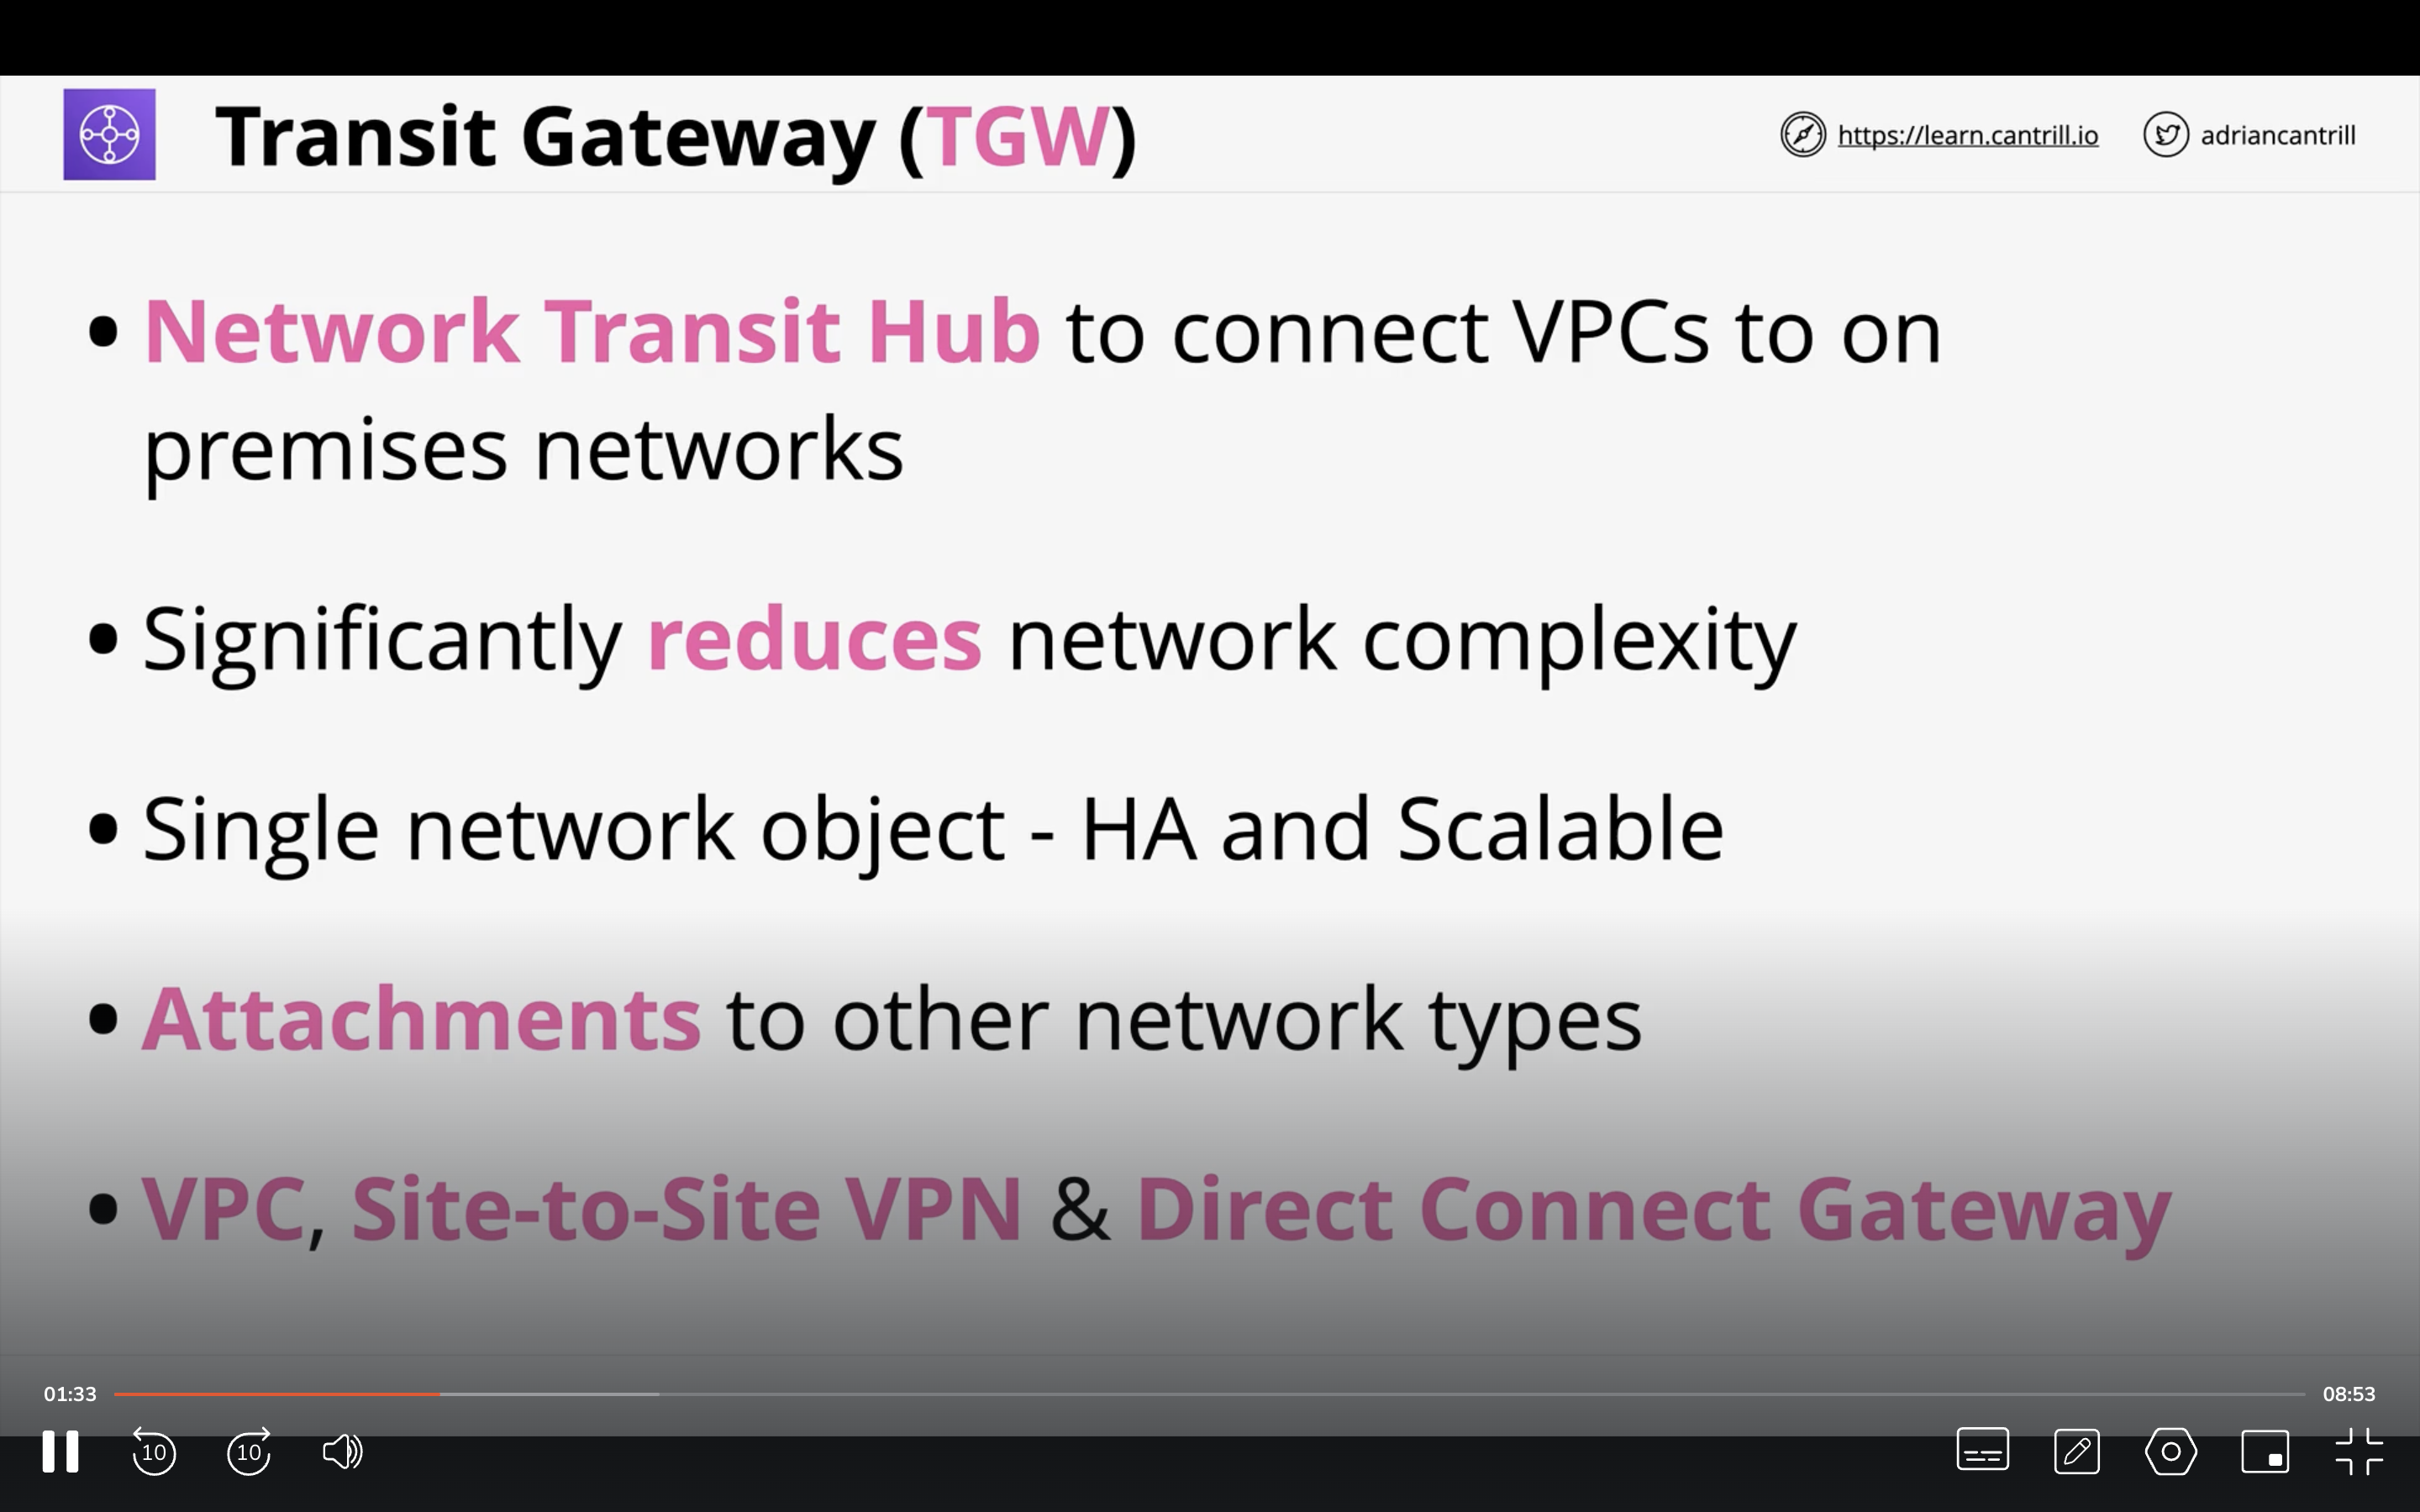 Transit Gateway (TGW)
https://learn.cantrill.io
adriancantrill
• Network Transit Hub to connect VPCs to on
premises networks
• Significantly reduces network complexity
• Single network object - HA and Scalable
• Attachments to other network types
• VPC, Site-to-Site VPN & Direct Connect Gateway
01:33
08:53
10
10